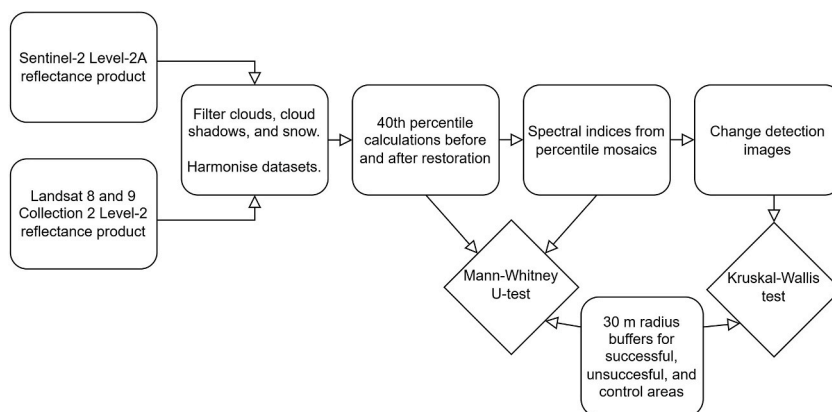 Sentinel-2 Level-2A
reflectance product
Landsat 8 and 9
Collection 2 Level-2
reflectance product
Filter clouds, cloud
shadows, and snow.
Harmonise datasets.
40th percentile
calculations before
and after restoration
Spectral indices from
percentile mosaics
Change detection
images
Mann-Whitney
U-test
Kruskal-Wallis
test
30 m radius
buffers for
successful,
unsuccesful, and
control areas